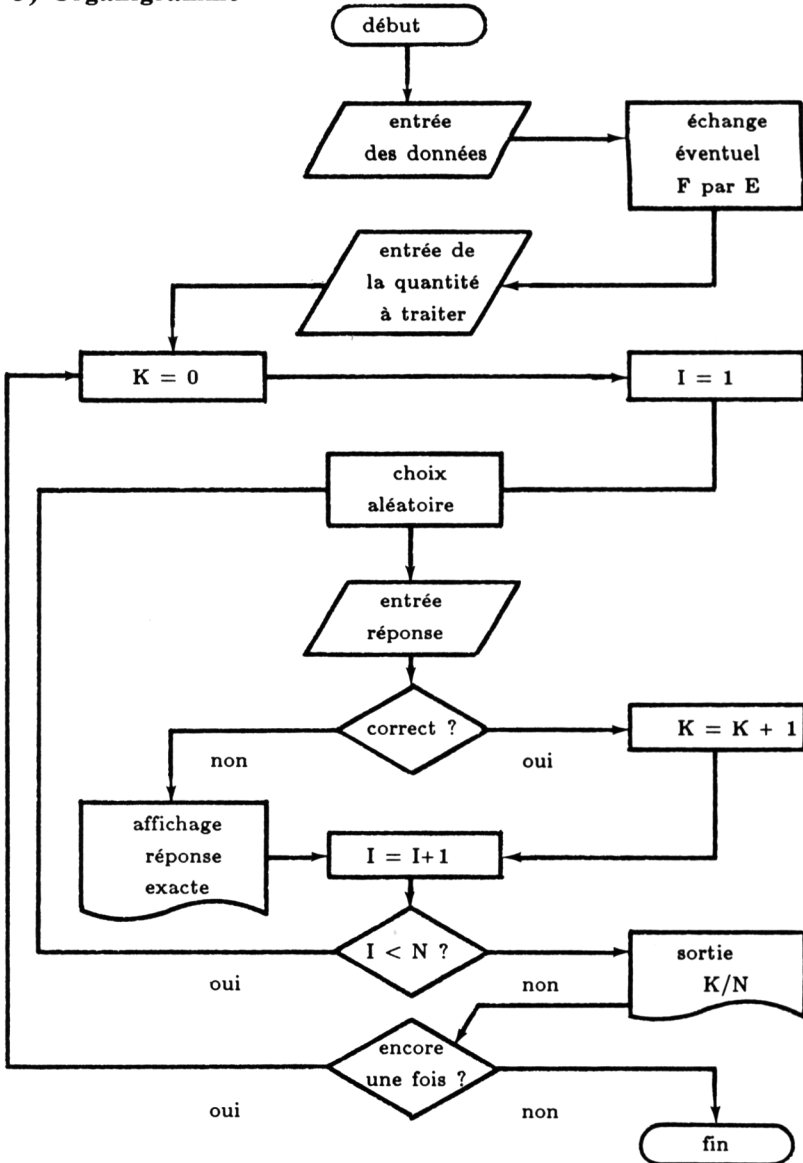 début
entrée
des données
échange
éventuel
F par E
entrée de
la quantité
à traiter
K = 0
I = 1
choix
aléatoire
entrée
réponse
correct ?
non
oui
K = K + 1
affichage
réponse
exacte
I = I+1
I < N ?
oui
non
sortie
K/N
encore
une fois ?
oui
non
fin